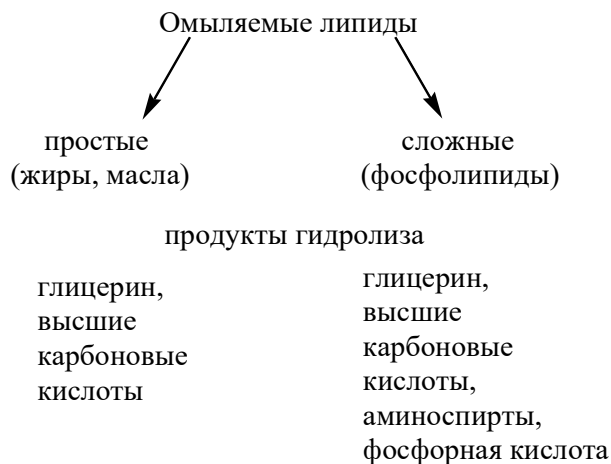 Омыляемые липиды
простые
(жиры, масла)
сложные
(фосфолипиды)
продукты гидролиза
глицерин,
высшие
карбоновые
кислоты
глицерин,
высшие
карбоновые
кислоты,
аминоспирты,
фосфорная кислота